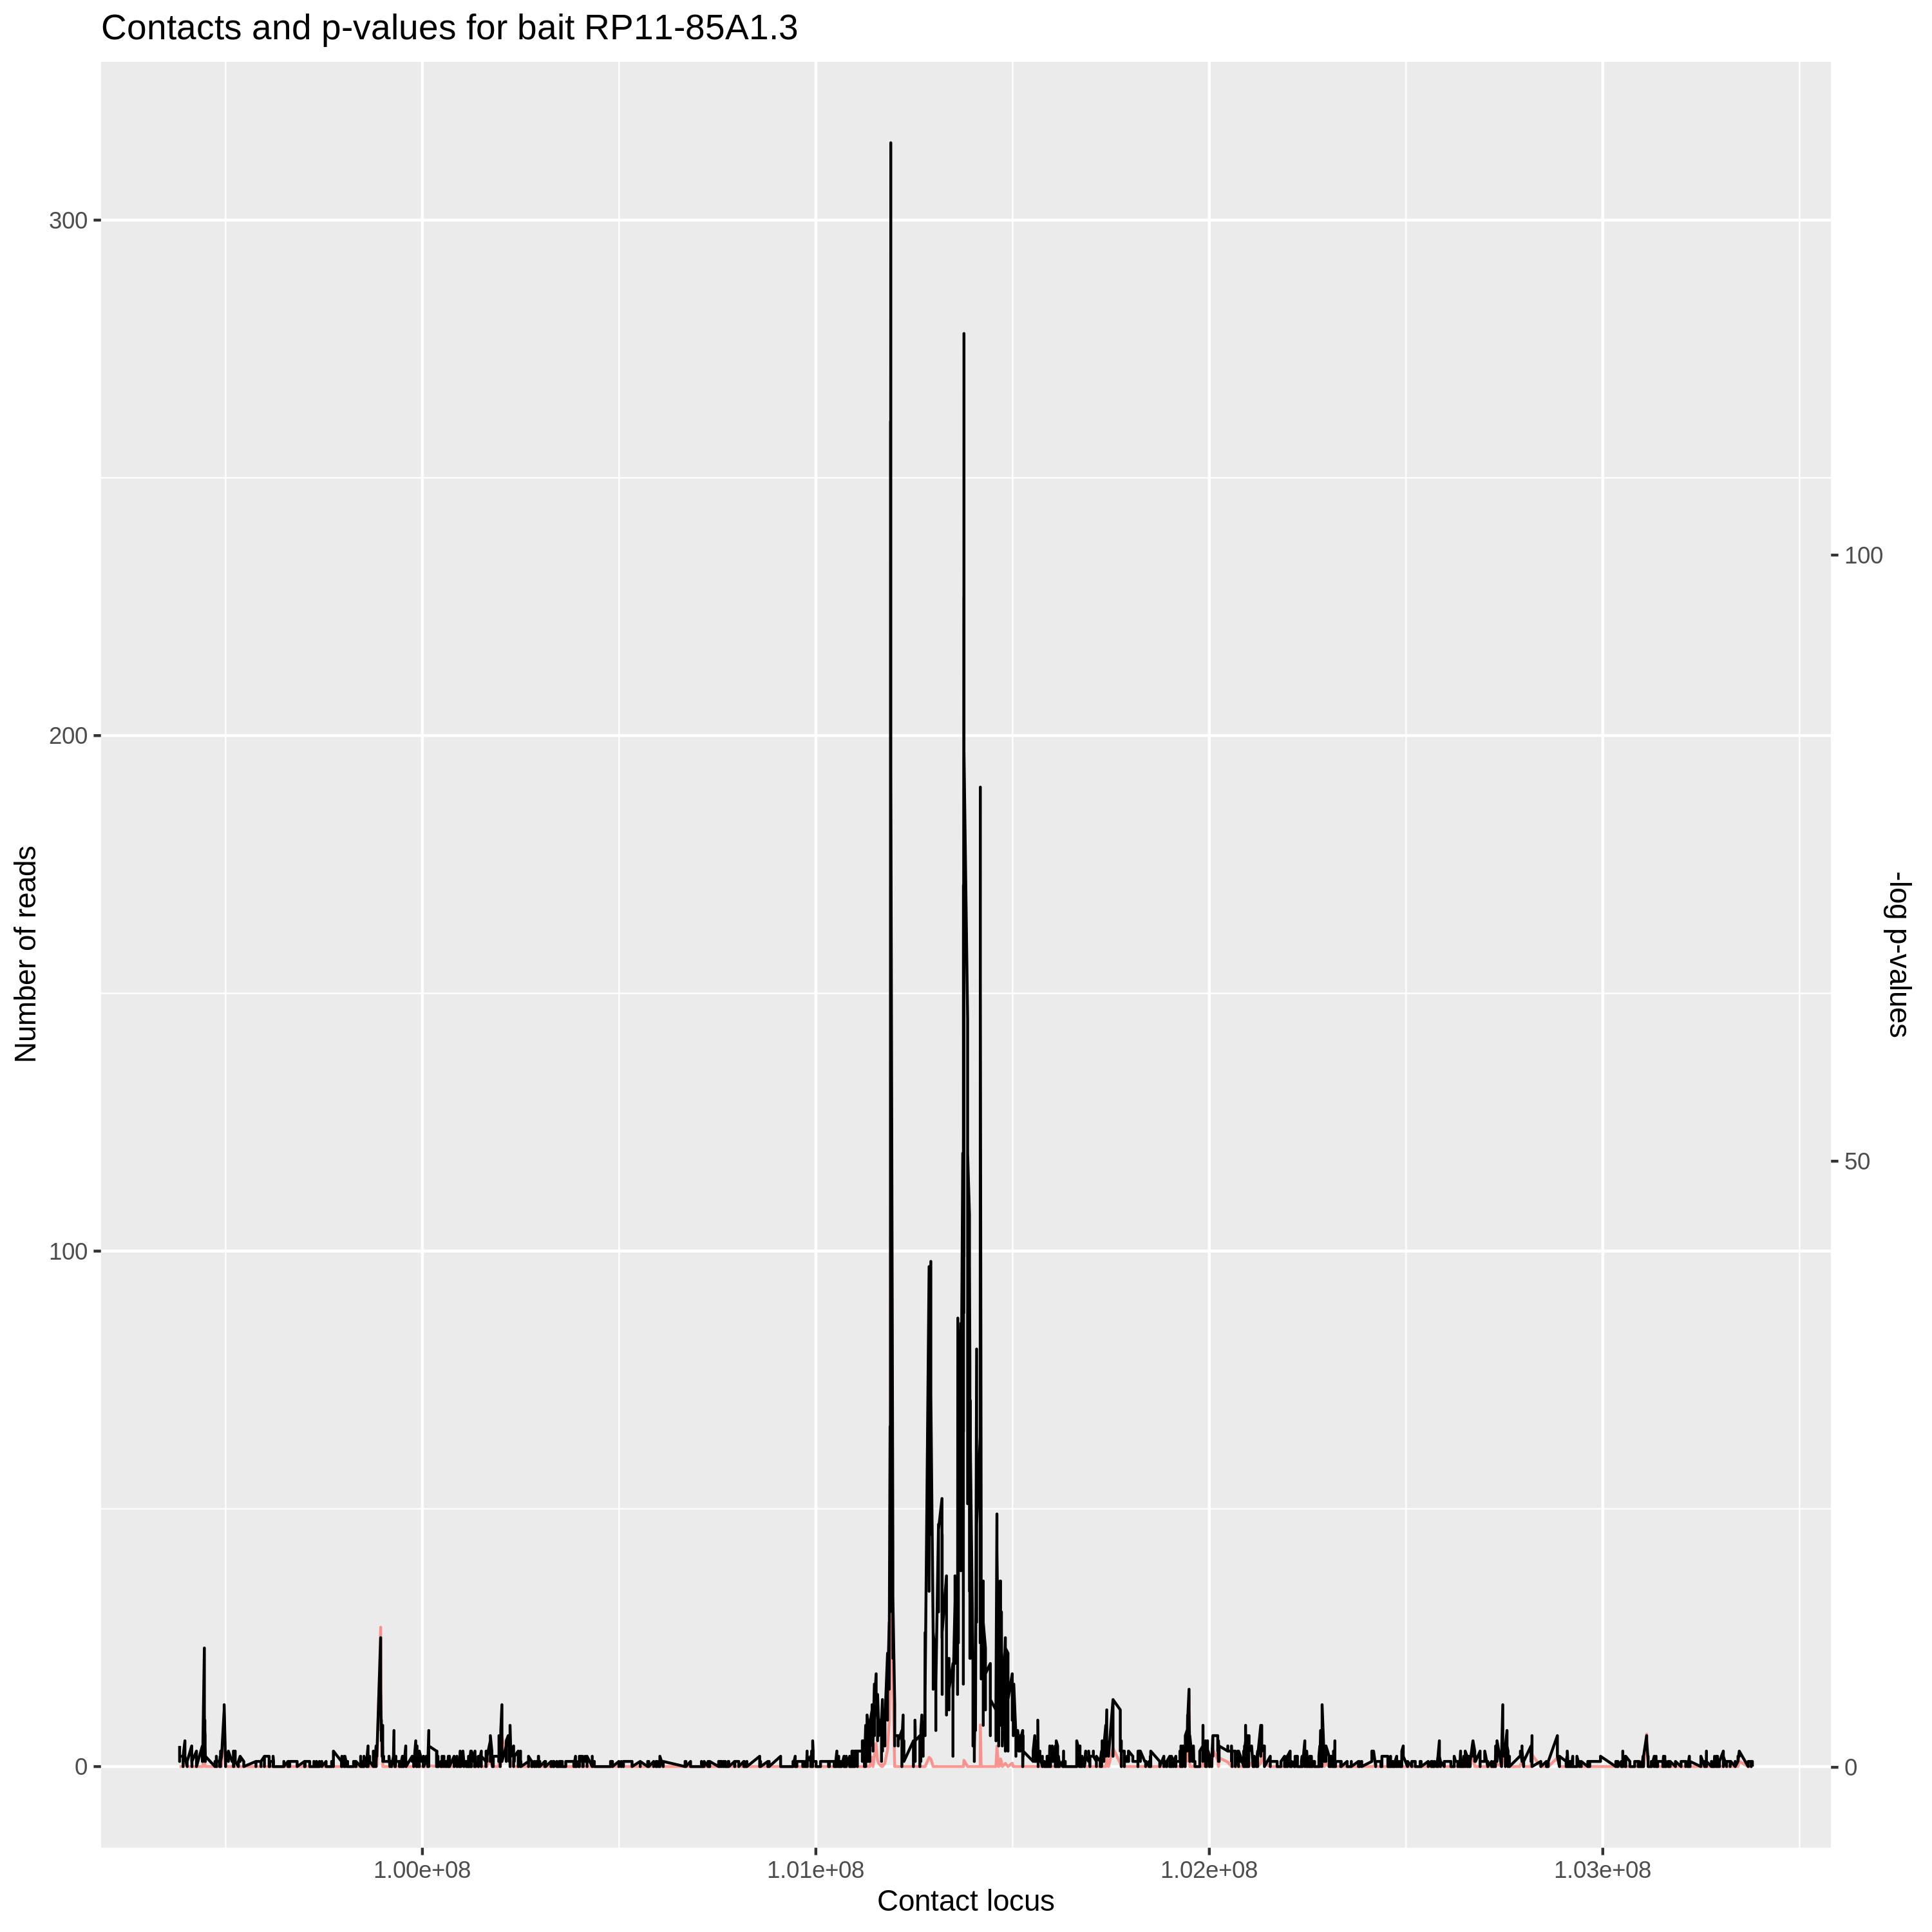 Contacts and p-values for bait RP11-85A1.3
300
200
100
0
Number of reads
100
50
0
-log p-values
1.00e+08
1.01e+08
1.02e+08
1.03e+08
Contact locus